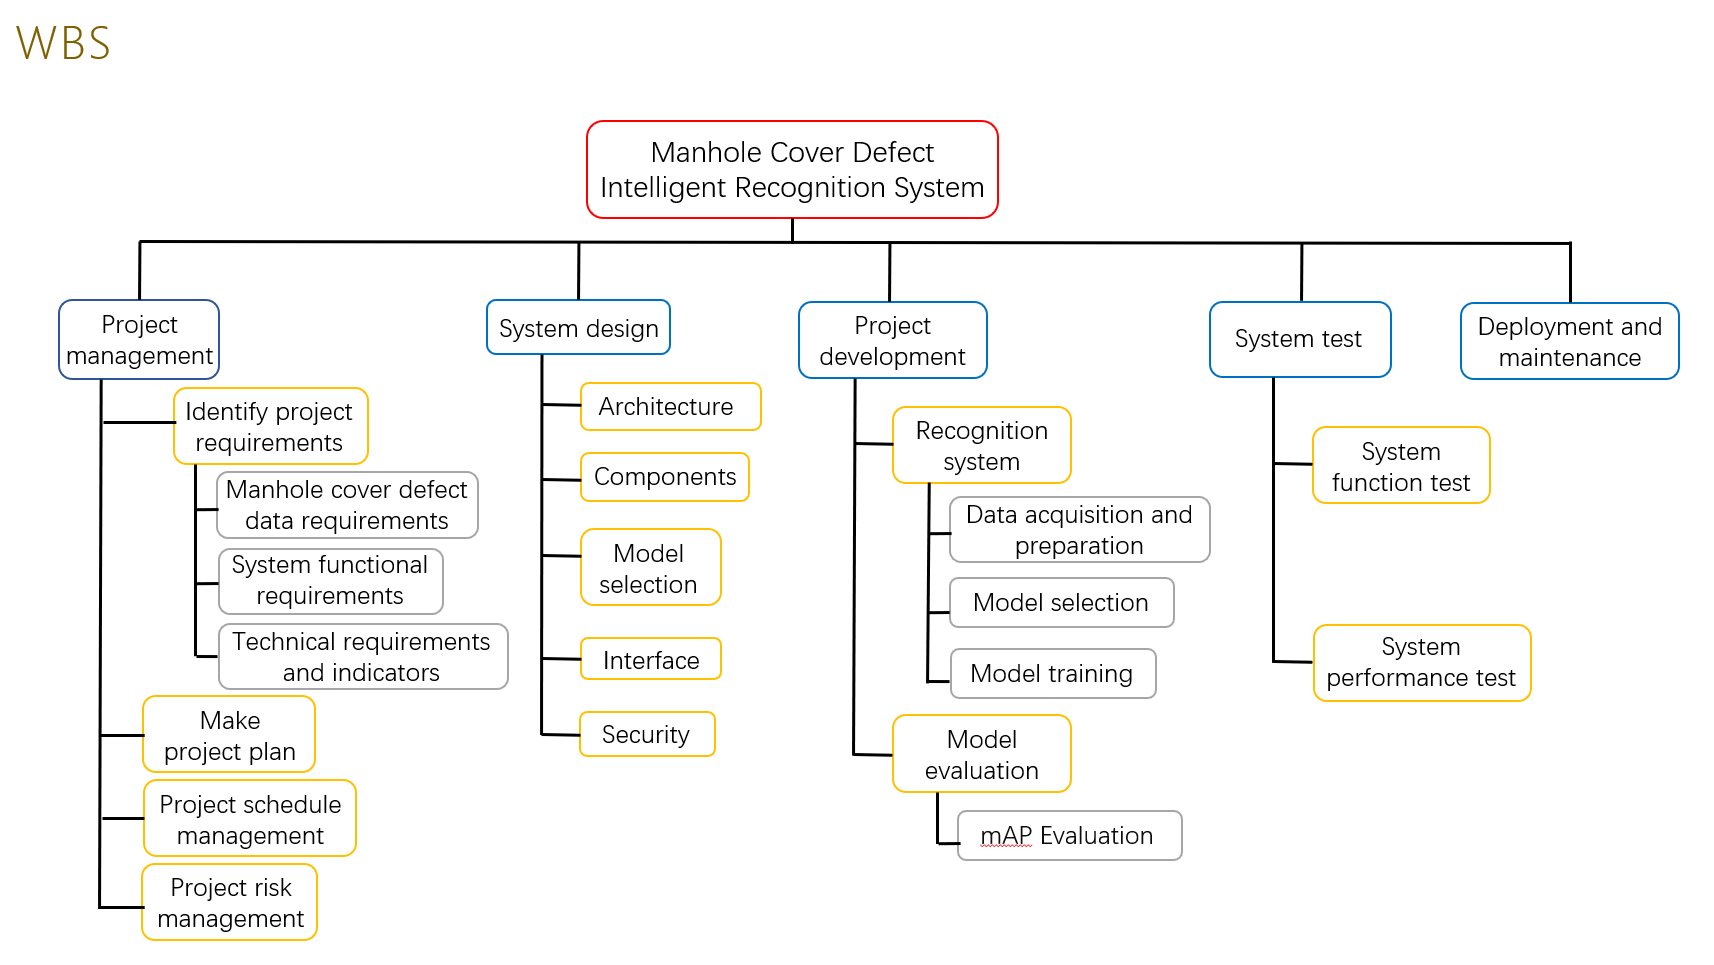 WBS
Manhole Cover Defect
Intelligent Recognition System
Project
management
Identify project
requirements
Manhole cover defect
data requirements
System functional
requirements
Technical requirements
and indicators
Make
project plan
Project schedule
management
Project risk
management
System design
Architecture
Components
Model
selection
Interface
Security
Project
development
Recognition
system
Data acquisition and
preparation
Model selection
Model training
Model
evaluation
mAP Evaluation
System test
System
function test
System
performance test
Deployment and
maintenance